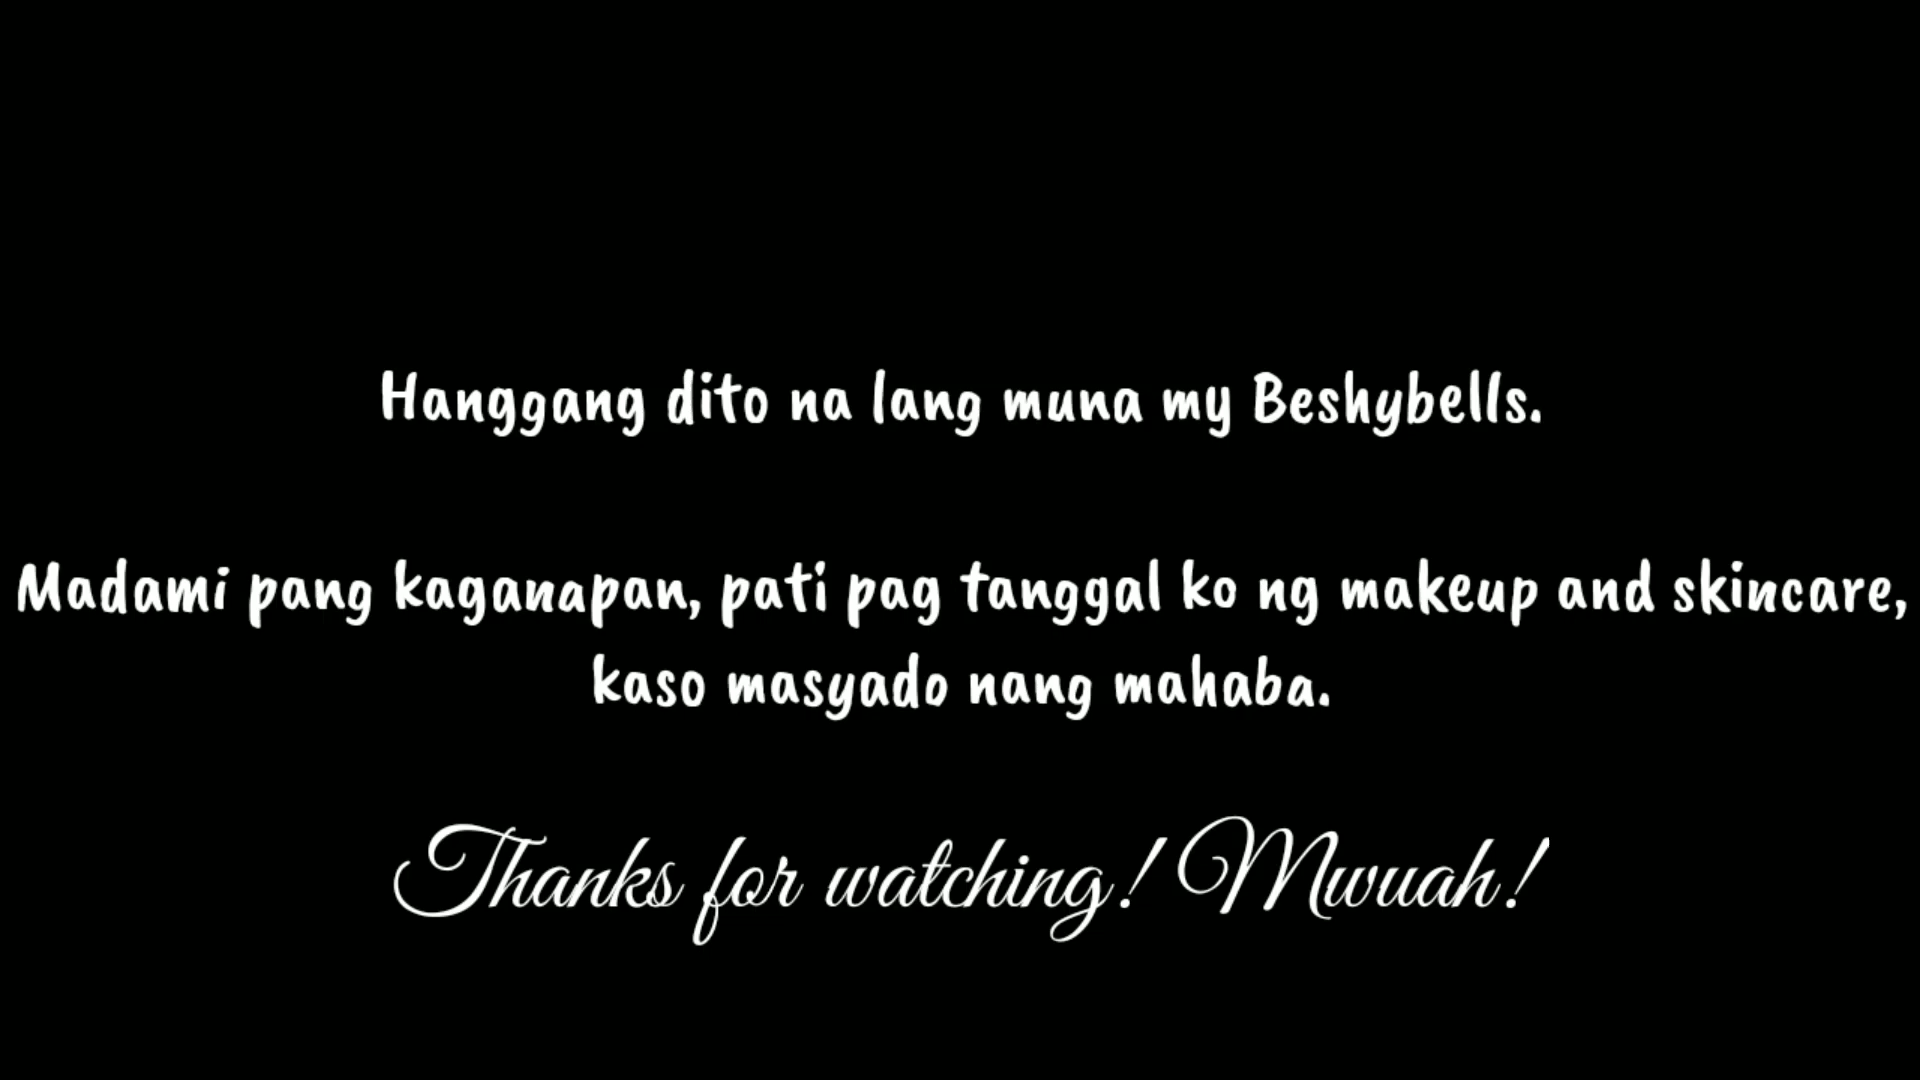 Hanggang dito na lang muna my Beshybells.
Madami pang kaganapan, pati pag tanggal ko ng makeup and skincare,
kaso masyado nang mahaba.
Thanks for watching! Mwuah!